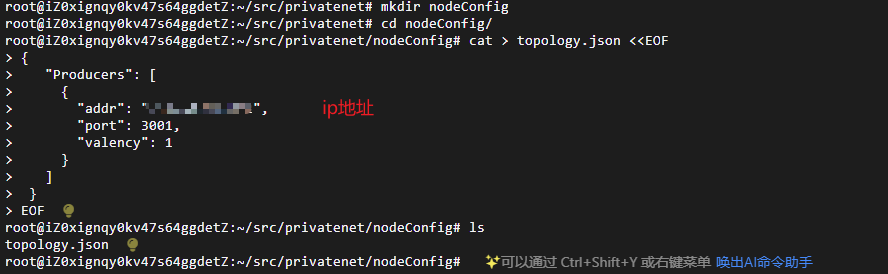 root@iZ0xignqy0kv47s64ggdetZ:~/src/privatenet# mkdir nodeConfig
root@iZ0xignqy0kv47s64ggdetZ:~/src/privatenet# cd nodeConfig/
root@iZ0xignqy0kv47s64ggdetZ:~/src/privatenet/nodeConfig# cat > topology.json <<EOF
> {
>    "Producers": [
>      {
>        "addr": "                ",        ip地址
>        "port": 3001,
>        "valency": 1
>      }
>    ]
>  }
> EOF
root@iZ0xignqy0kv47s64ggdetZ:~/src/privatenet/nodeConfig# ls
topology.json
root@iZ0xignqy0kv47s64ggdetZ:~/src/privatenet/nodeConfig#    ✨可以通过 Ctrl+Shift+Y 或右键菜单 唤出AI命令助手